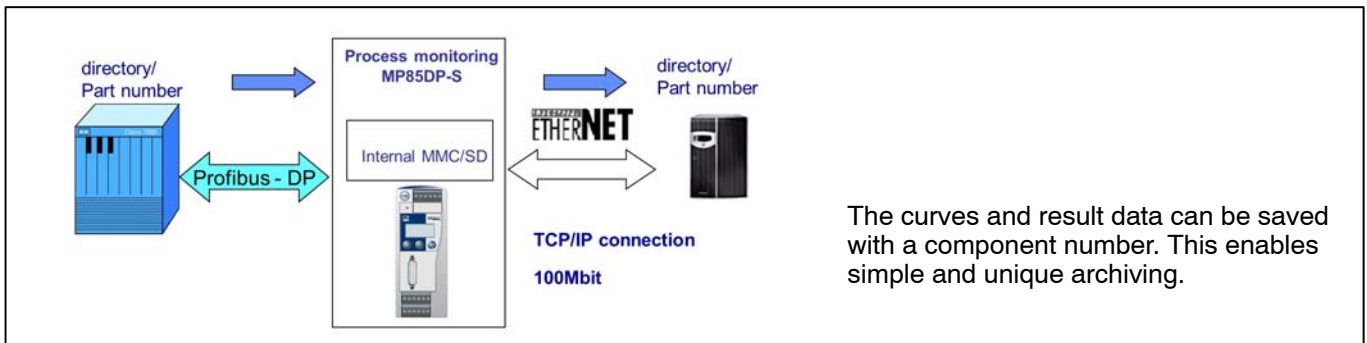 directory/
Part number
Profibus - DP
Process monitoring
MP85DP-S
Internal MMC/SD
ETHERNET
TCP/IP connection
100Mbit
directory/
Part number
The curves and result data can be saved
with a component number. This enables
simple and unique archiving.